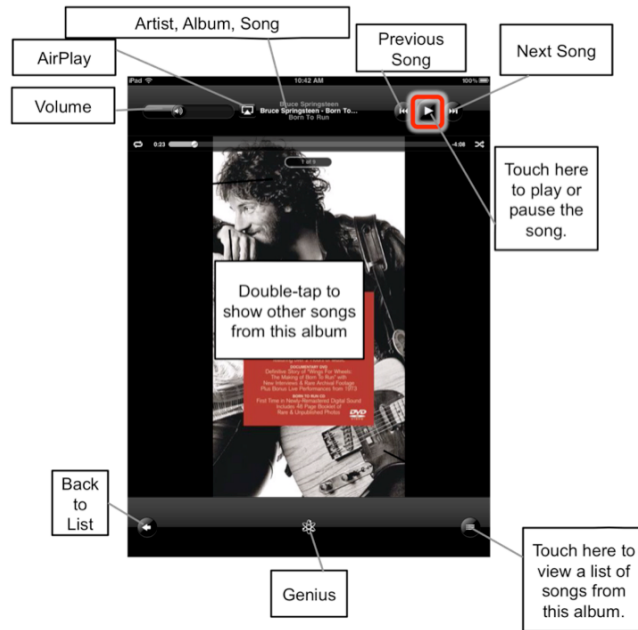 Artist, Album, Song
Previous
Song
Next Song
AirPlay
Volume
iPad
10:42 AM
100%
Bruce Springsteen
Bruce Springsteen - Born To...
Born To Run
0:23
-4:08
1 of 1
Touch here
to play or
pause the
song.
Double-tap to
show other songs
from this album
DOCUMENTARY DVD
Definitive Story of "Wings For Wheels:
The Making of Born To Run" with
New Interviews & Rare Archival Footage
Plus Bonus Live Performances from 1973
BORN TO RUN CD
First Time in Newly-Remastered Digital Sound
Includes 48 Page Booklet of
Rare & Unpublished Photos
DVD
Back
to
List
Genius
Touch here to
view a list of
songs from
this album.